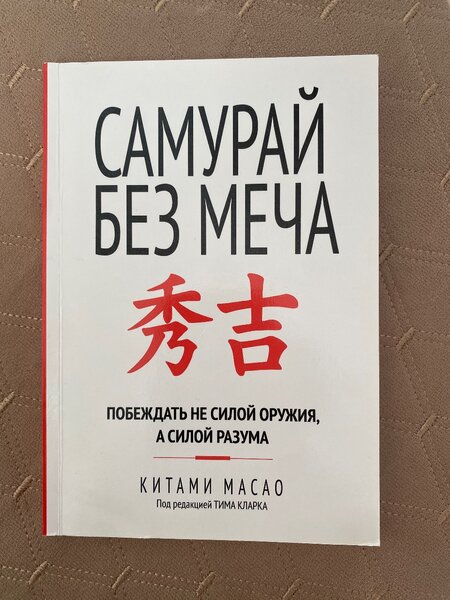 САМУРАЙ
БЕЗ МЕЧА
秀吉
ПОБЕЖДАТЬ НЕ СИЛОЙ ОРУЖИЯ,
А СИЛОЙ РАЗУМА
КИТАМИ МАСАО
Под редакцией ТИМА КЛАРКА